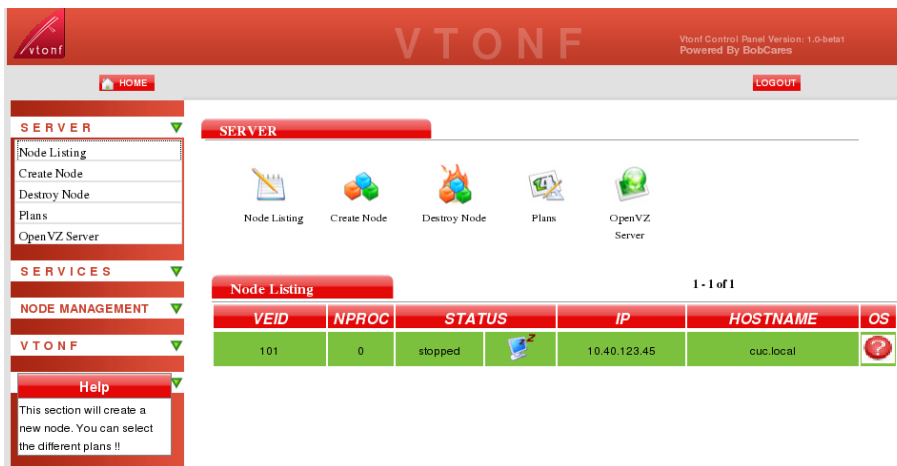 vtonf
VTONF
Vtonf Control Panel Version: 1.0-beta1
Powered By BobCares
HOME
LOGOUT
SERVER
Node Listing
Create Node
Destroy Node
Plans
OpenVZ Server
SERVICES
NODE MANAGEMENT
VTONF
Help
This section will create a
new node. You can select
the different plans !!
SERVER
Node Listing
Create Node
Destroy Node
Plans
OpenVZ
Server
Node Listing
1 - 1 of 1
VEID NPROC STATUS IP HOSTNAME OS
101 0 stopped 10.40.123.45 cuc.local